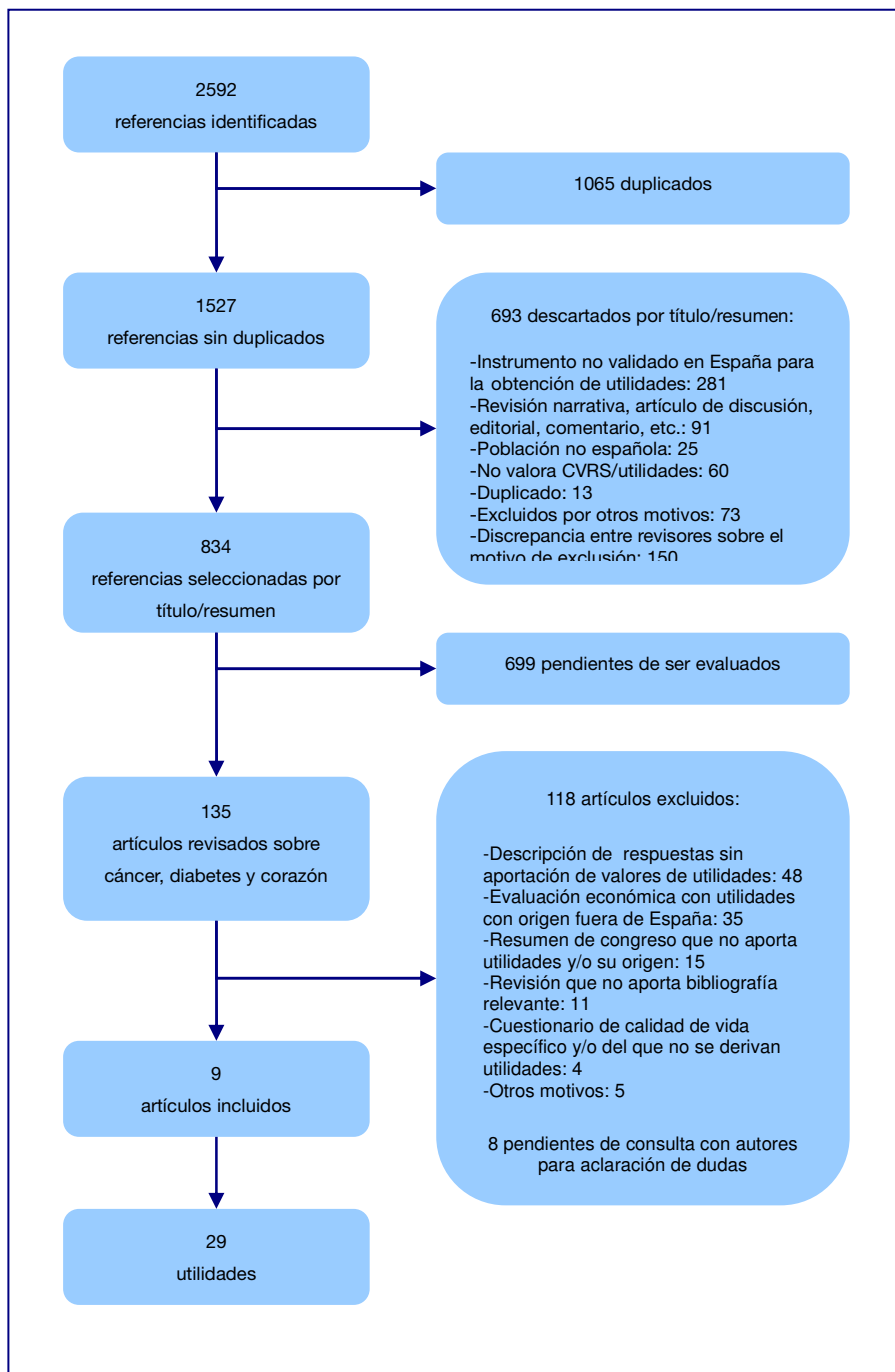 2592
referencias identificadas
1065 duplicados
1527
referencias sin duplicados
693 descartados por título/resumen:
-Instrumento no validado en España para
la obtención de utilidades: 281
-Revisión narrativa, artículo de discusión,
editorial, comentario, etc.: 91
-Población no española: 25
-No valora CVRS/utilidades: 60
-Duplicado: 13
-Excluidos por otros motivos: 73
-Discrepancia entre revisores sobre el
motivo de exclusión: 150
834
referencias seleccionadas por
título/resumen
699 pendientes de ser evaluados
135
artículos revisados sobre
cáncer, diabetes y corazón
118 artículos excluidos:
-Descripción de respuestas sin
aportación de valores de utilidades: 48
-Evaluación económica con utilidades
con origen fuera de España: 35
-Resumen de congreso que no aporta
utilidades y/o su origen: 15
-Revisión que no aporta bibliografía
relevante: 11
-Cuestionario de calidad de vida
específico y/o del que no se derivan
utilidades: 4
-Otros motivos: 5
8 pendientes de consulta con autores
para aclaración de dudas
9
artículos incluidos
29
utilidades